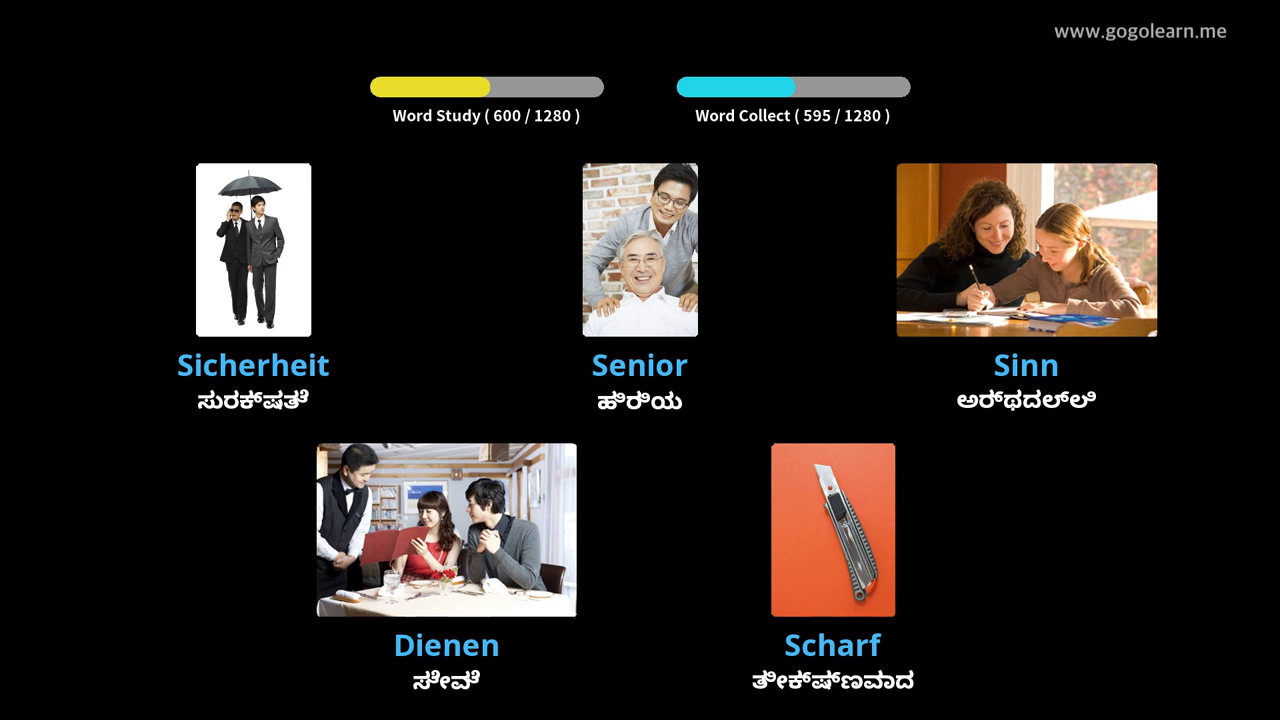 www.gogolearn.me
Word Study ( 600 / 1280 )
Word Collect ( 595 / 1280 )
Sicherheit
ಸುರಕ್ಷತೆ
Senior
ಹಿರಿಯ
Sinn
ಅರ್ಥದಲ್ಲಿ
Dienen
ಸೇವೆ
Scharf
ತೀಕ್ಷ್ಣವಾದ